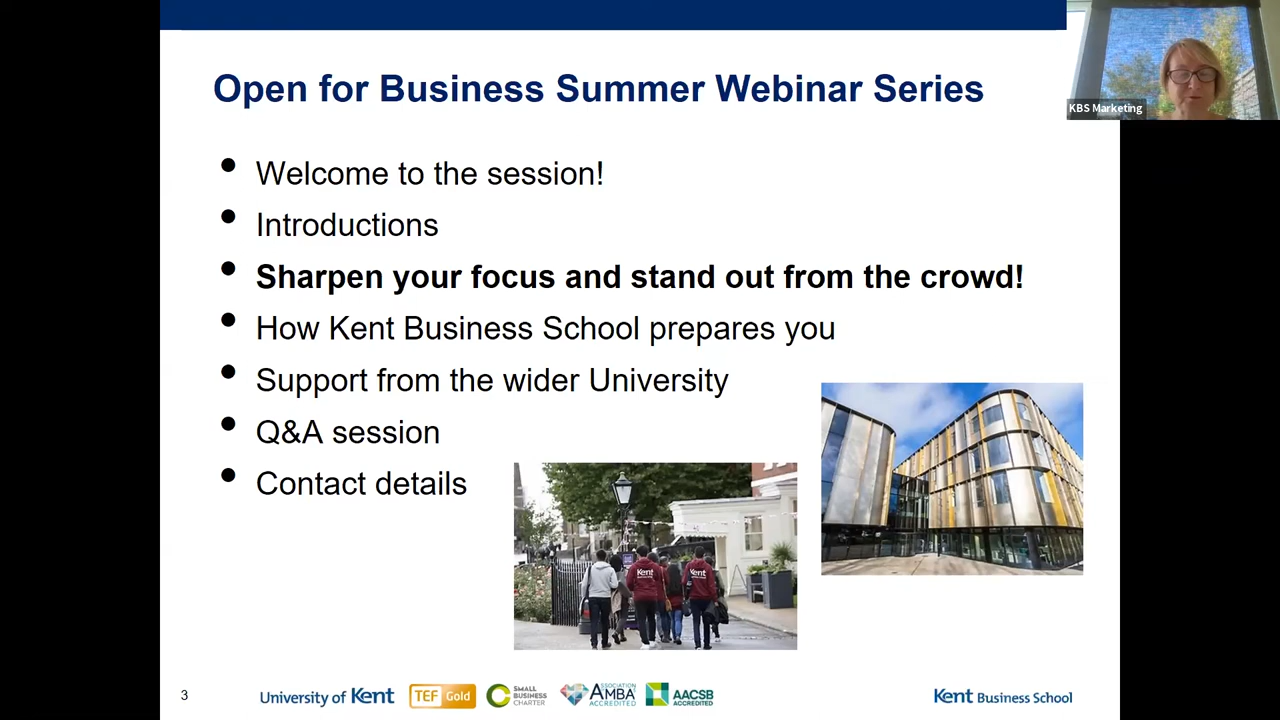 Open for Business Summer Webinar Series
KBS Marketing
• Welcome to the session!
• Introductions
• Sharpen your focus and stand out from the crowd!
• How Kent Business School prepares you
• Support from the wider University
• Q&A session
• Contact details
Kent
Kent
3
University of Kent
TEF Gold
SMALL
BUSINESS
CHARTER
ASSOCIATION
AMBA
ACCREDITED
AACSB
ACCREDITED
Kent Business School